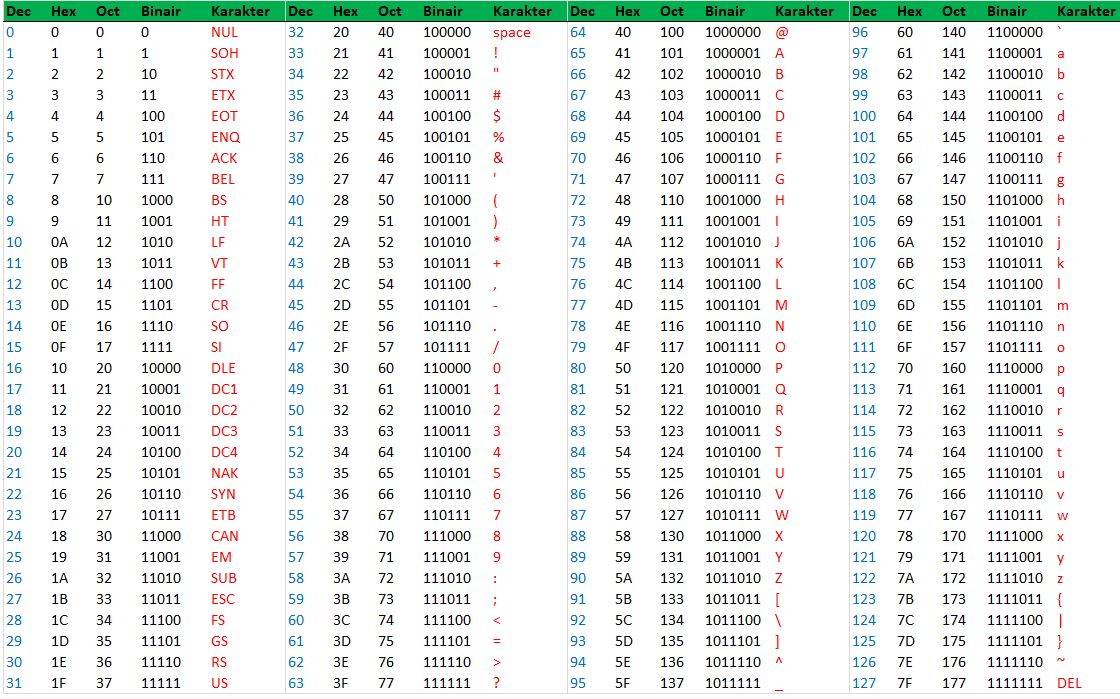 Dec Hex Oct Binair Karakter Dec Hex Oct Binair Karakter Dec Hex Oct Binair Karakter Dec Hex Oct Binair Karakter
0 0 0 0 NUL 32 20 40 100000 space 64 40 100 1000000 @ 96 60 140 1100000 `
1 1 1 1 SOH 33 21 41 100001 ! 65 41 101 1000001 A 97 61 141 1100001 a
2 2 2 10 STX 34 22 42 100010 " 66 42 102 1000010 B 98 62 142 1100010 b
3 3 3 11 ETX 35 23 43 100011 # 67 43 103 1000011 C 99 63 143 1100011 c
4 4 4 100 EOT 36 24 44 100100 $ 68 44 104 1000100 D 100 64 144 1100100 d
5 5 5 101 ENQ 37 25 45 100101 % 69 45 105 1000101 E 101 65 145 1100101 e
6 6 6 110 ACK 38 26 46 100110 & 70 46 106 1000110 F 102 66 146 1100110 f
7 7 7 111 BEL 39 27 47 100111 ' 71 47 107 1000111 G 103 67 147 1100111 g
8 8 10 1000 BS 40 28 50 101000 ( 72 48 110 1001000 H 104 68 150 1101000 h
9 9 11 1001 HT 41 29 51 101001 ) 73 49 111 1001001 I 105 69 151 1101001 i
10 0A 12 1010 LF 42 2A 52 101010 * 74 4A 112 1001010 J 106 6A 152 1101010 j
11 0B 13 1011 VT 43 2B 53 101011 + 75 4B 113 1001011 K 107 6B 153 1101011 k
12 0C 14 1100 FF 44 2C 54 101100 , 76 4C 114 1001100 L 108 6C 154 1101100 l
13 0D 15 1101 CR 45 2D 55 101101 - 77 4D 115 1001101 M 109 6D 155 1101101 m
14 0E 16 1110 SO 46 2E 56 101110 . 78 4E 116 1001110 N 110 6E 156 1101110 n
15 0F 17 1111 SI 47 2F 57 101111 / 79 4F 117 1001111 O 111 6F 157 1101111 o
16 10 20 10000 DLE 48 30 60 110000 0 80 50 120 1010000 P 112 70 160 1110000 p
17 11 21 10001 DC1 49 31 61 110001 1 81 51 121 1010001 Q 113 71 161 1110001 q
18 12 22 10010 DC2 50 32 62 110010 2 82 52 122 1010010 R 114 72 162 1110010 r
19 13 23 10011 DC3 51 33 63 110011 3 83 53 123 1010011 S 115 73 163 1110011 s
20 14 24 10100 DC4 52 34 64 110100 4 84 54 124 1010100 T 116 74 164 1110100 t
21 15 25 10101 NAK 53 35 65 110101 5 85 55 125 1010101 U 117 75 165 1110101 u
22 16 26 10110 SYN 54 36 66 110110 6 86 56 126 1010110 V 118 76 166 1110110 v
23 17 27 10111 ETB 55 37 67 110111 7 87 57 127 1010111 W 119 77 167 1110111 w
24 18 30 11000 CAN 56 38 70 111000 8 88 58 130 1011000 X 120 78 170 1111000 x
25 19 31 11001 EM 57 39 71 111001 9 89 59 131 1011001 Y 121 79 171 1111001 y
26 1A 32 11010 SUB 58 3A 72 111010 : 90 5A 132 1011010 Z 122 7A 172 1111010 z
27 1B 33 11011 ESC 59 3B 73 111011 ; 91 5B 133 1011011 [ 123 7B 173 1111011 {
28 1C 34 11100 FS 60 3C 74 111100 < 92 5C 134 1011100 \ 124 7C 174 1111100 |
29 1D 35 11101 GS 61 3D 75 111101 = 93 5D 135 1011101 ] 125 7D 175 1111101 }
30 1E 36 11110 RS 62 3E 76 111110 > 94 5E 136 1011110 ^ 126 7E 176 1111110 ~
31 1F 37 11111 US 63 3F 77 111111 ? 95 5F 137 1011111 _ 127 7F 177 1111111 DEL